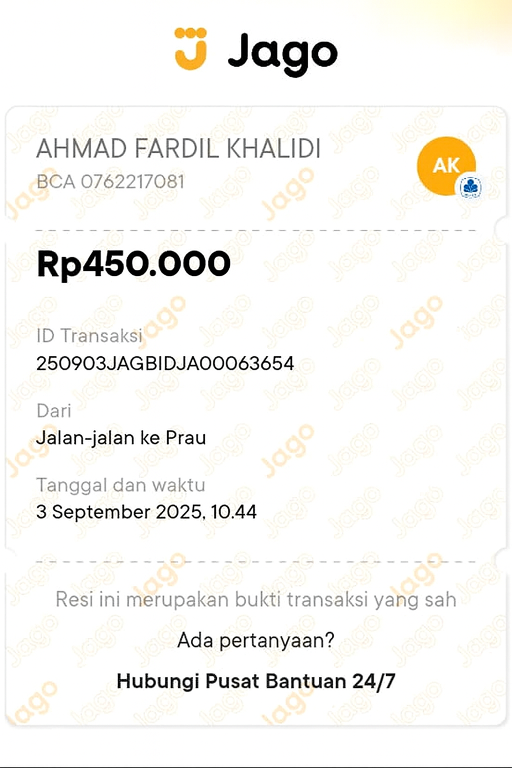 Jago
AHMAD FARDIL KHALIDI
BCA 0762217081
AK
Rp450.000
ID Transaksi
250903JAGBIDJA00063654
Dari
Jalan-jalan ke Prau
Tanggal dan waktu
3 September 2025, 10.44
Resi ini merupakan bukti transaksi yang sah
Ada pertanyaan?
Hubungi Pusat Bantuan 24/7